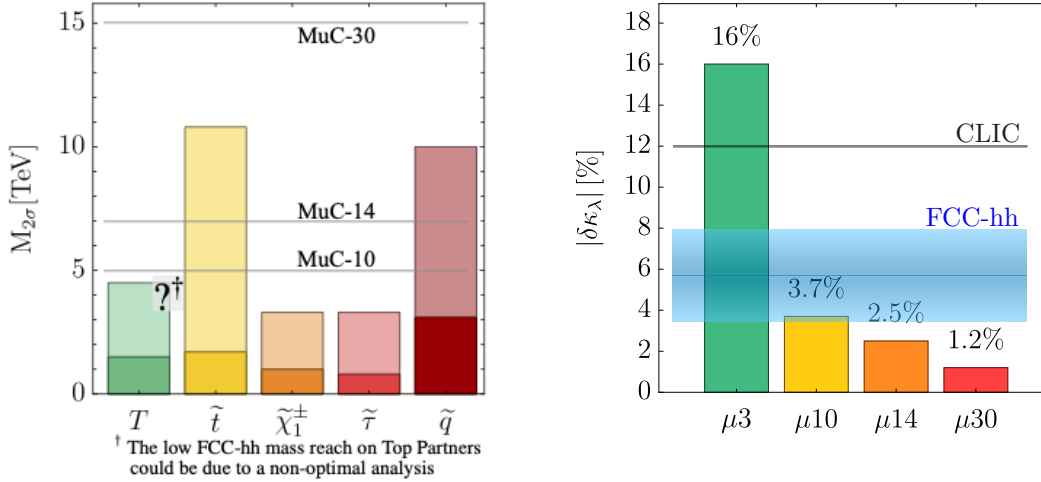 15
10
5
0
M2σ[TeV]
MuC-30
MuC-14
MuC-10
?†
T t̃ χ̃1± τ̃ q̃
† The low FCC-hh mass reach on Top Partners
could be due to a non-optimal analysis
18
16
14
12
10
8
6
4
2
0
|δκλ| [%]
16%
CLIC
FCC-hh
3.7%
2.5%
1.2%
μ3 μ10 μ14 μ30